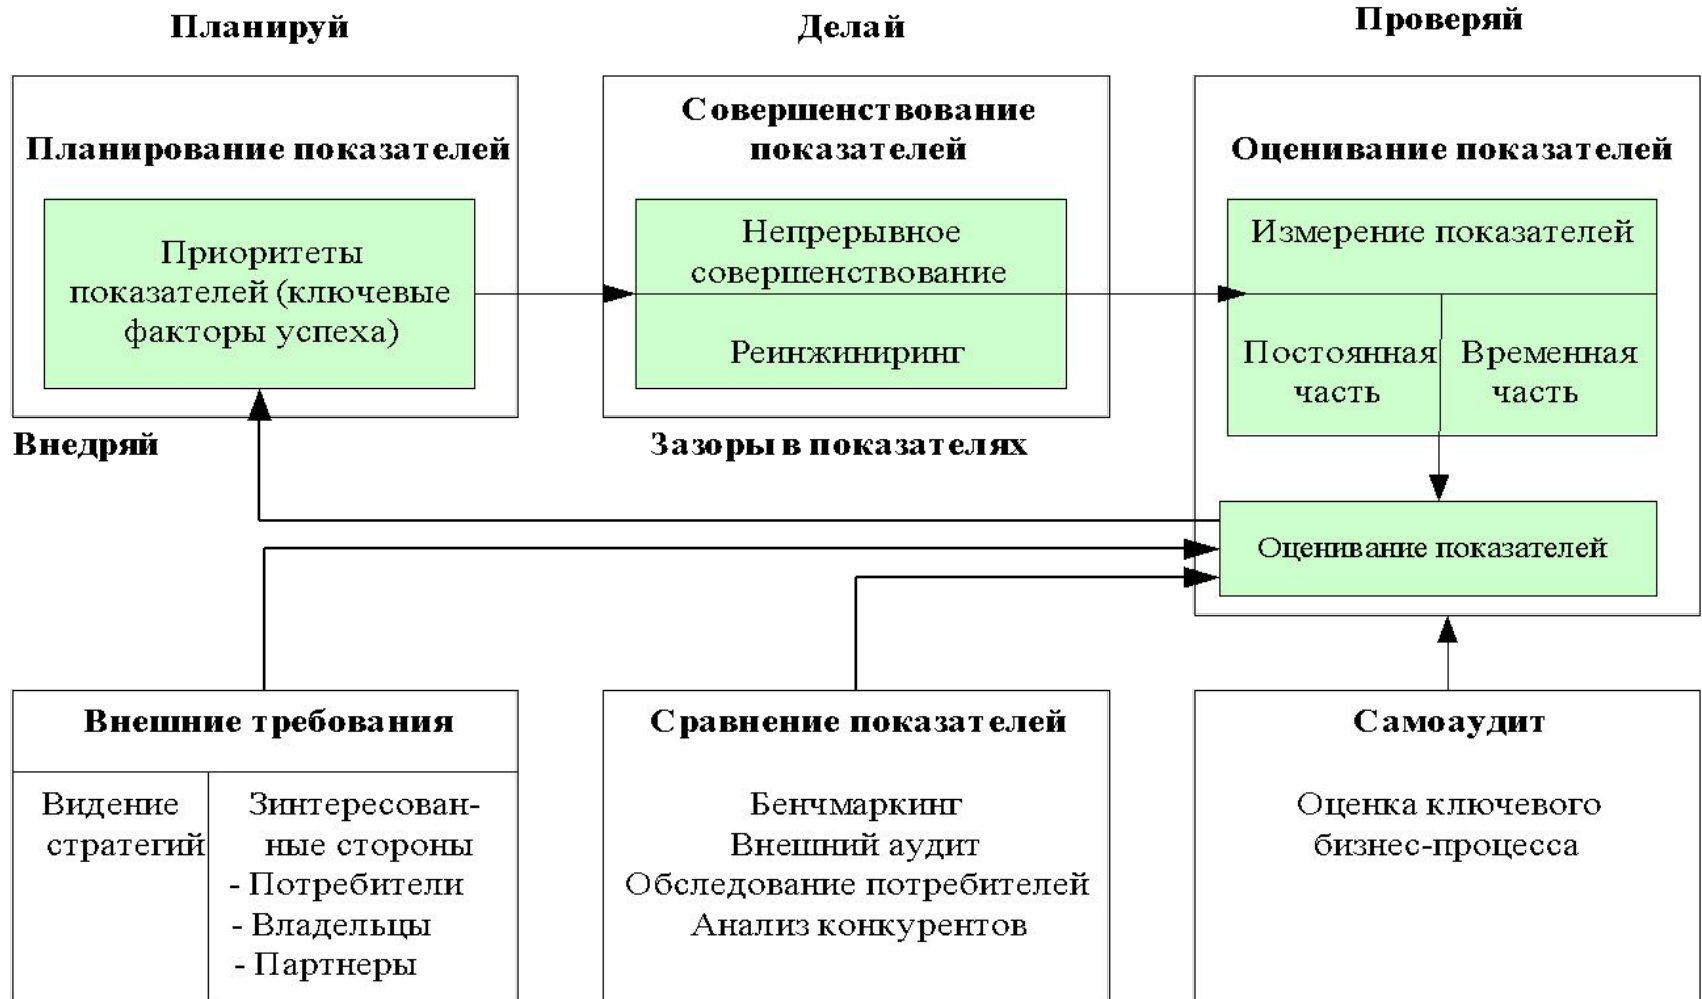 Планируй
Делай
Проверяй
Планирование показателей
Приоритеты
показателей (ключевые
факторы успеха)
Совершенствование
показателей
Непрерывное
совершенствование
Реинжиниринг
Оценивание показателей
Измерение показателей
Постоянная
часть
Временная
часть
Внедряй
Зазоры в показателях
Оценивание показателей
Внешние требования
Видение
стратегий
Зинтересован-
ные стороны
- Потребители
- Владельцы
- Партнеры
Сравнение показателей
Бенчмаркинг
Внешний аудит
Обследование потребителей
Анализ конкурентов
Самоаудит
Оценка ключевого
бизнес-процесса